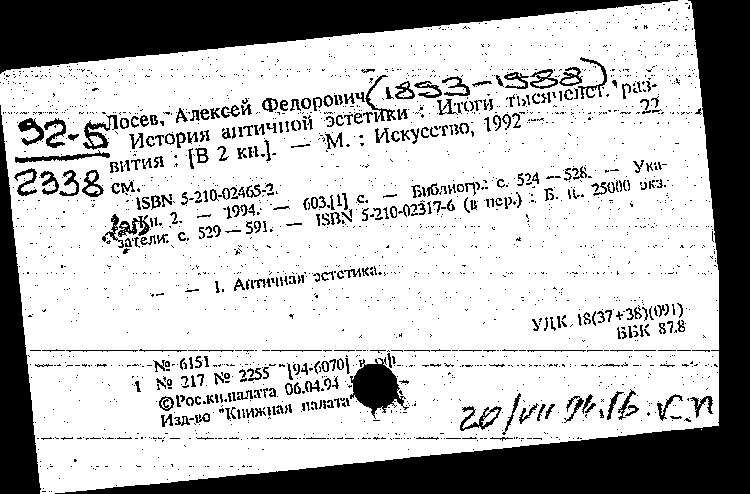 Лосев, Алексей Федорович (1893-1988).
92-5
2338
История античной эстетики : Итоги тысячелет. раз-
вития : [В 2 кн.]. — М. : Искусство, 1992 —
22
см.
ISBN 5-210-02465-2.
Кн. 2. — 1994. — 603,[1] с. — Библиогр.: с. 524—528. — Ука-
затели: с. 529—591. — ISBN 5-210-02317-6 (в пер.) : Б. ц. 25000 экз.
— — 1. Античная эстетика.
УДК 18(37+38)(091)
ББК 87.8
№ 6151
1 № 217 № 2255 [94-6070]
©Рос.кн.палата 06.04.94
Изд-во "Книжная палата"
20/VII